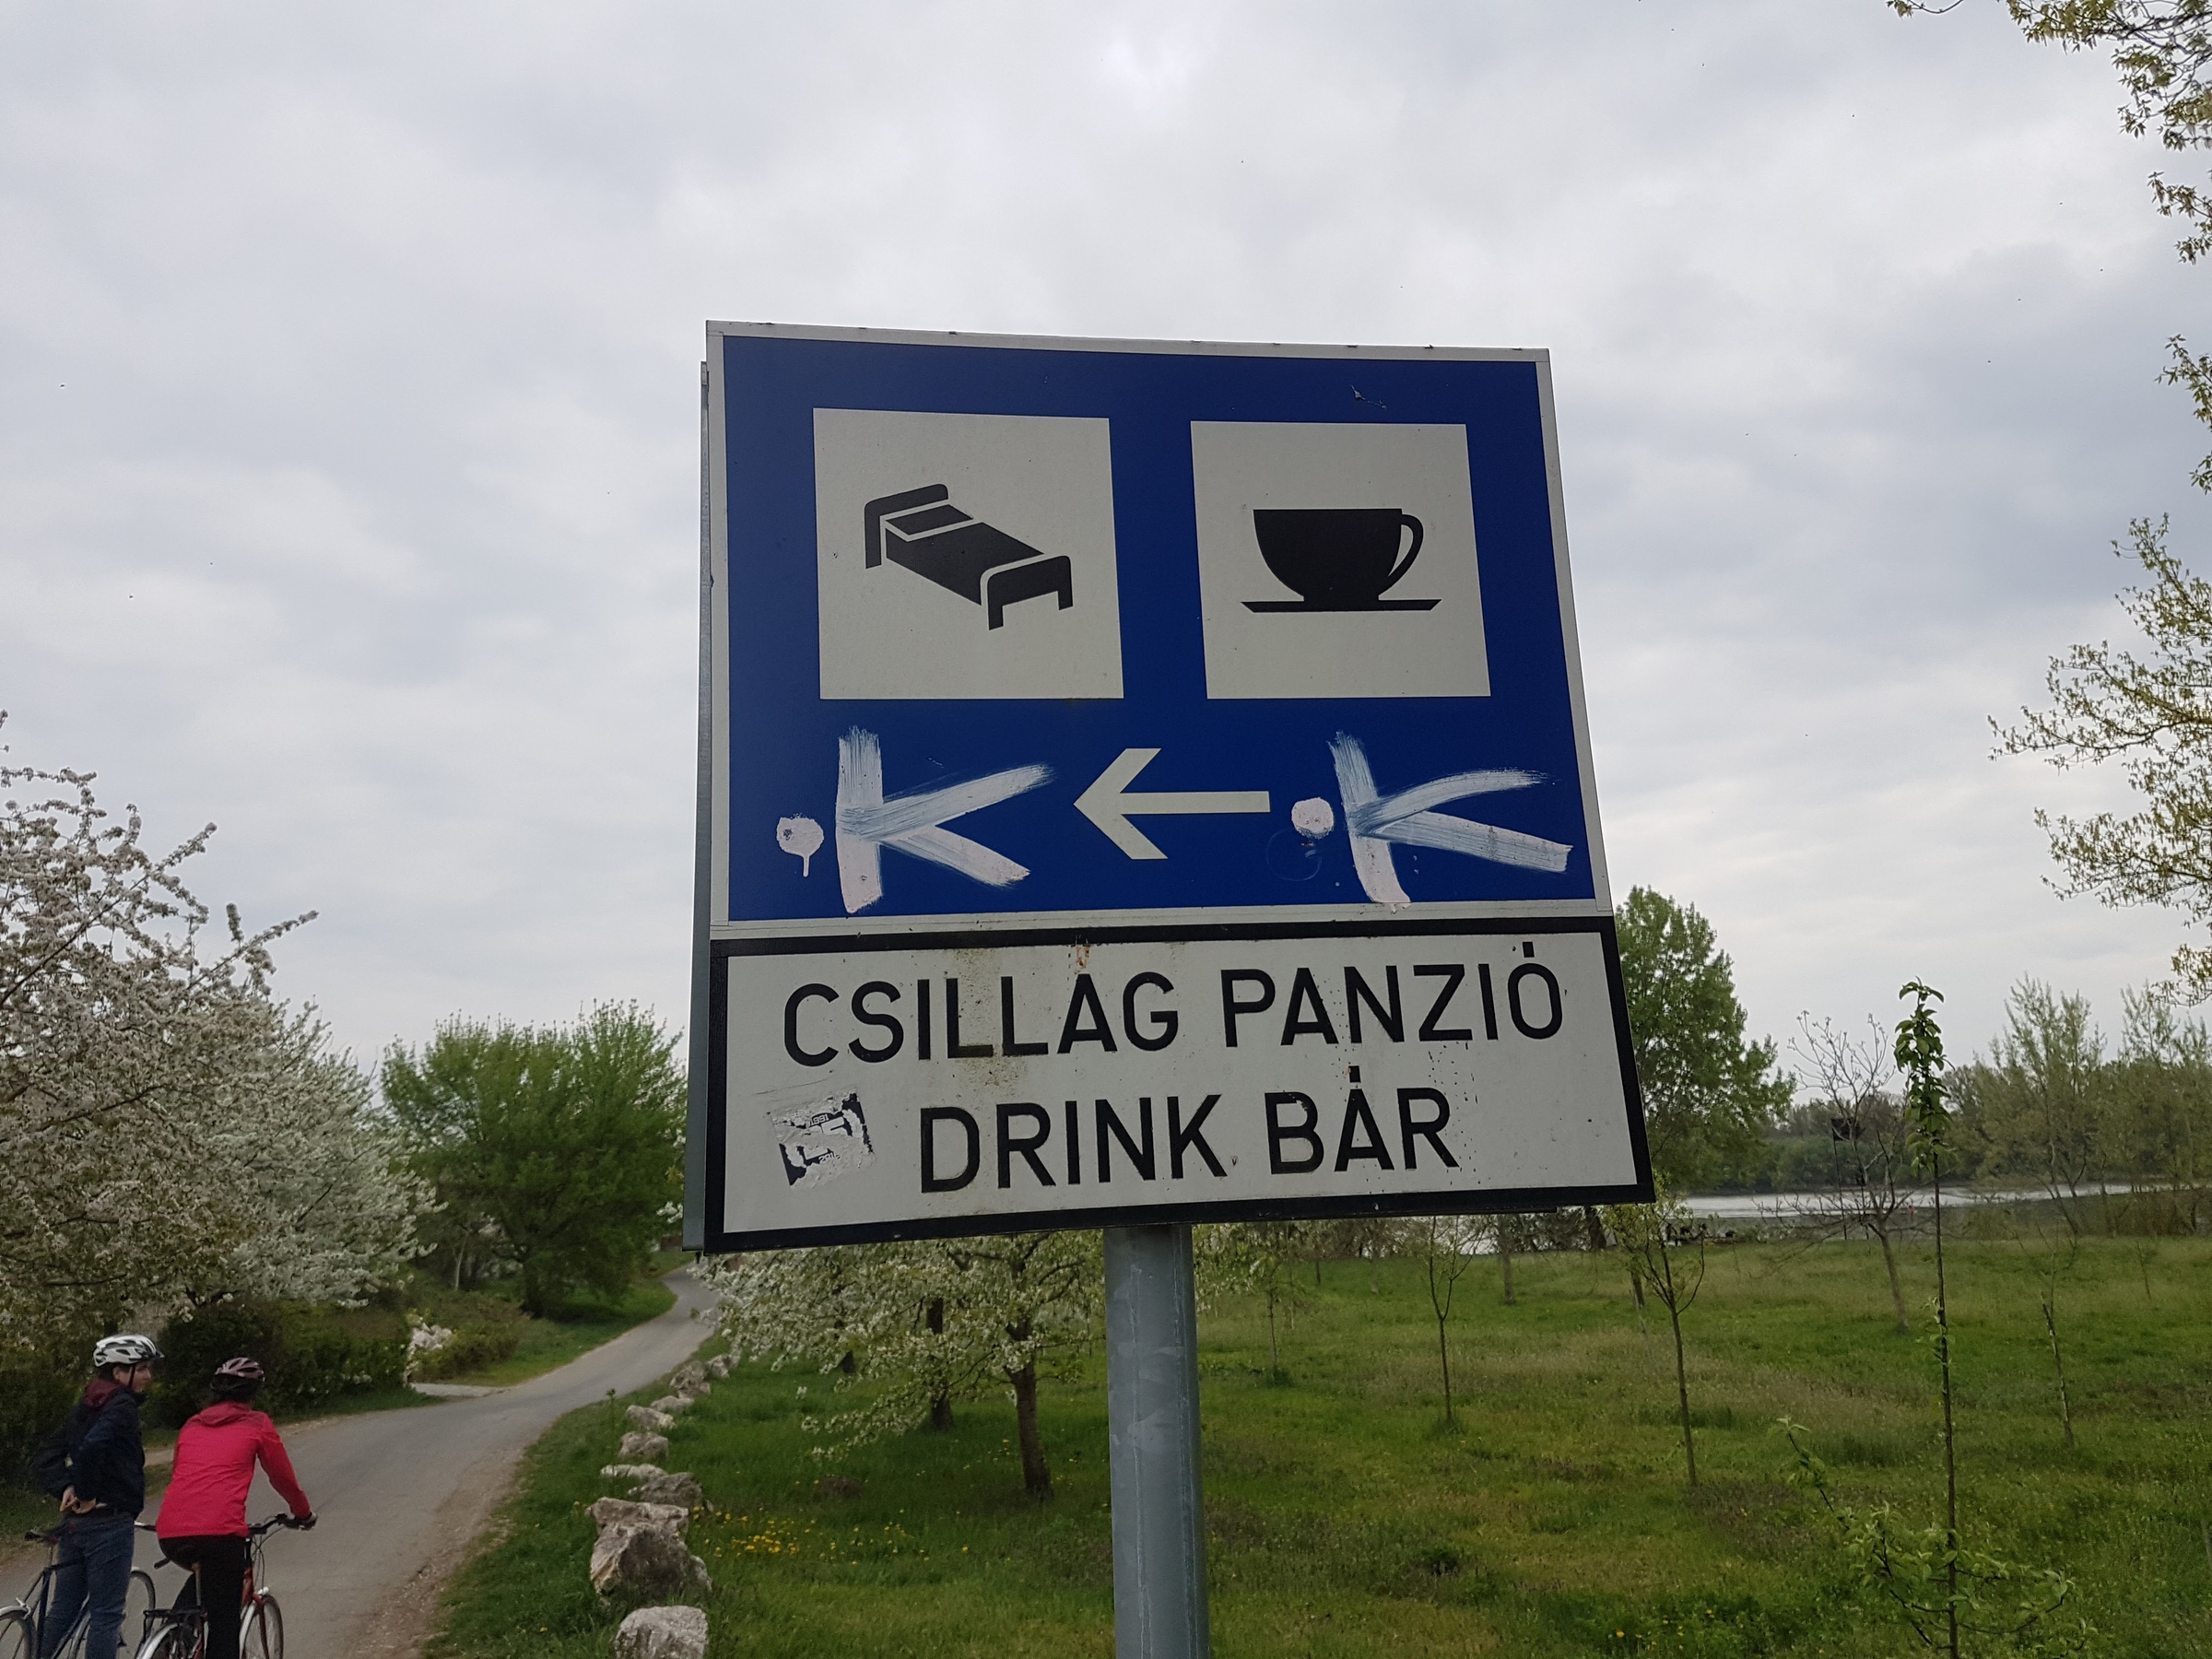 .K .K
CSILLAG PANZIÓ
DRINK BÁR